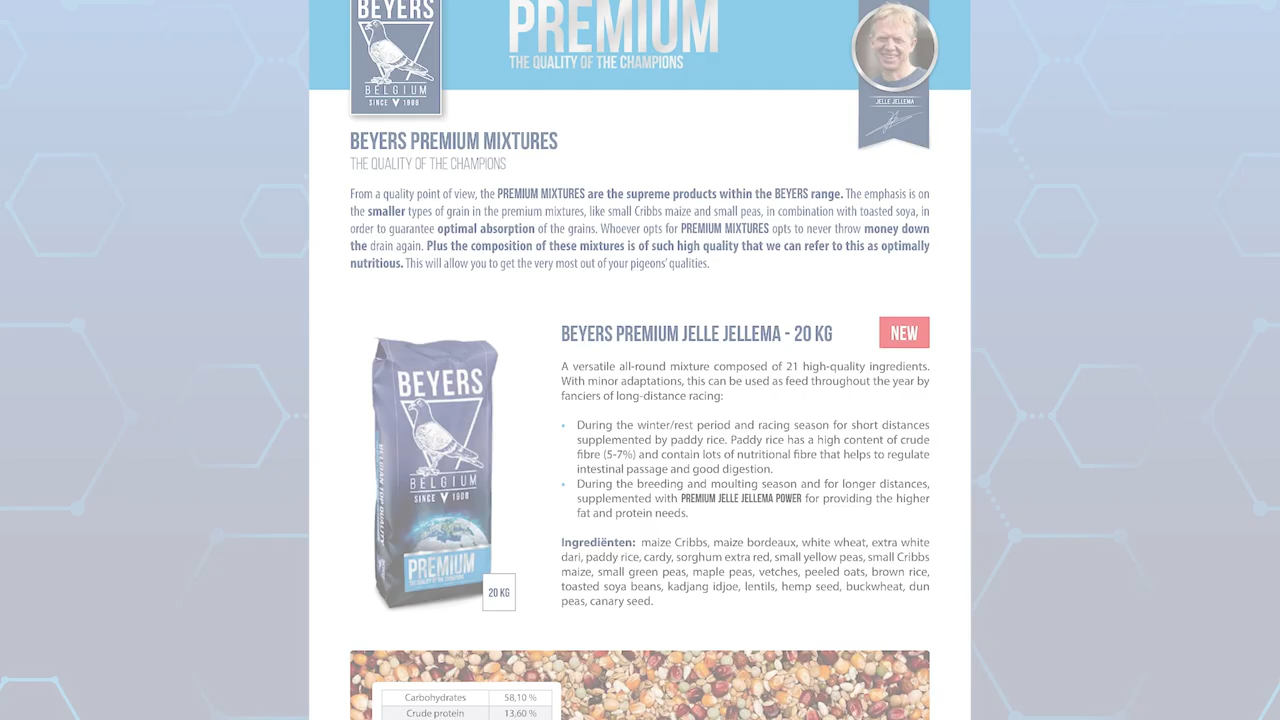 BEYERS
BELGIUM
SINCE 1908
PREMIUM
THE QUALITY OF THE CHAMPIONS
JELLE JELLEMA
BEYERS PREMIUM MIXTURES
THE QUALITY OF THE CHAMPIONS
From a quality point of view, the PREMIUM MIXTURES are the supreme products within the BEYERS range. The emphasis is on
the smaller types of grain in the premium mixtures, like small Cribbs maize and small peas, in combination with toasted soya, in
order to guarantee optimal absorption of the grains. Whoever opts for PREMIUM MIXTURES opts to never throw money down
the drain again. Plus the composition of these mixtures is of such high quality that we can refer to this as optimally
nutritious. This will allow you to get the very most out of your pigeons' qualities.
BEYERS
BELGIUM
SINCE 1908
BELGIAN TOP QUALITY
PREMIUM
THE QUALITY OF THE CHAMPIONS
20 KG
BEYERS PREMIUM JELLE JELLEMA - 20 KG
NEW
A versatile all-round mixture composed of 21 high-quality ingredients.
With minor adaptations, this can be used as feed throughout the year by
fanciers of long-distance racing:
• During the winter/rest period and racing season for short distances
supplemented by paddy rice. Paddy rice has a high content of crude
fibre (5-7%) and contain lots of nutritional fibre that helps to regulate
intestinal passage and good digestion.
• During the breeding and moulting season and for longer distances,
supplemented with PREMIUM JELLE JELLEMA POWER for providing the higher
fat and protein needs.
Ingrediënten: maize Cribbs, maize bordeaux, white wheat, extra white
dari, paddy rice, cardy, sorghum extra red, small yellow peas, small Cribbs
maize, small green peas, maple peas, vetches, peeled oats, brown rice,
toasted soya beans, kadjang idjoe, lentils, hemp seed, buckwheat, dun
peas, canary seed.
Carbohydrates 58,10 %
Crude protein 13,60 %